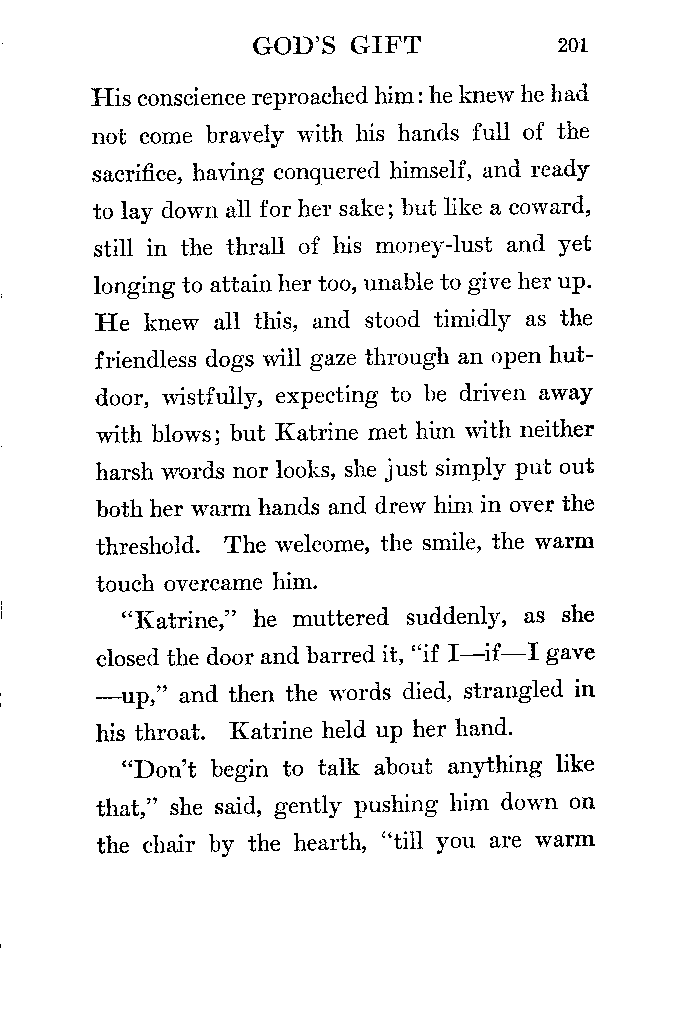 GOD'S GIFT 201
His conscience reproached him: he knew he had
not come bravely with his hands full of the
sacrifice, having conquered himself, and ready
to lay down all for her sake; but like a coward,
still in the thrall of his money-lust and yet
longing to attain her too, unable to give her up.
He knew all this, and stood timidly as the
friendless dogs will gaze through an open hut-
door, wistfully, expecting to be driven away
with blows; but Katrine met him with neither
harsh words nor looks, she just simply put out
both her warm hands and drew him in over the
threshold. The welcome, the smile, the warm
touch overcame him.
"Katrine," he muttered suddenly, as she
closed the door and barred it, "if I—if—I gave
—up," and then the words died, strangled in
his throat. Katrine held up her hand.
"Don't begin to talk about anything like
that," she said, gently pushing him down on
the chair by the hearth, "till you are warm